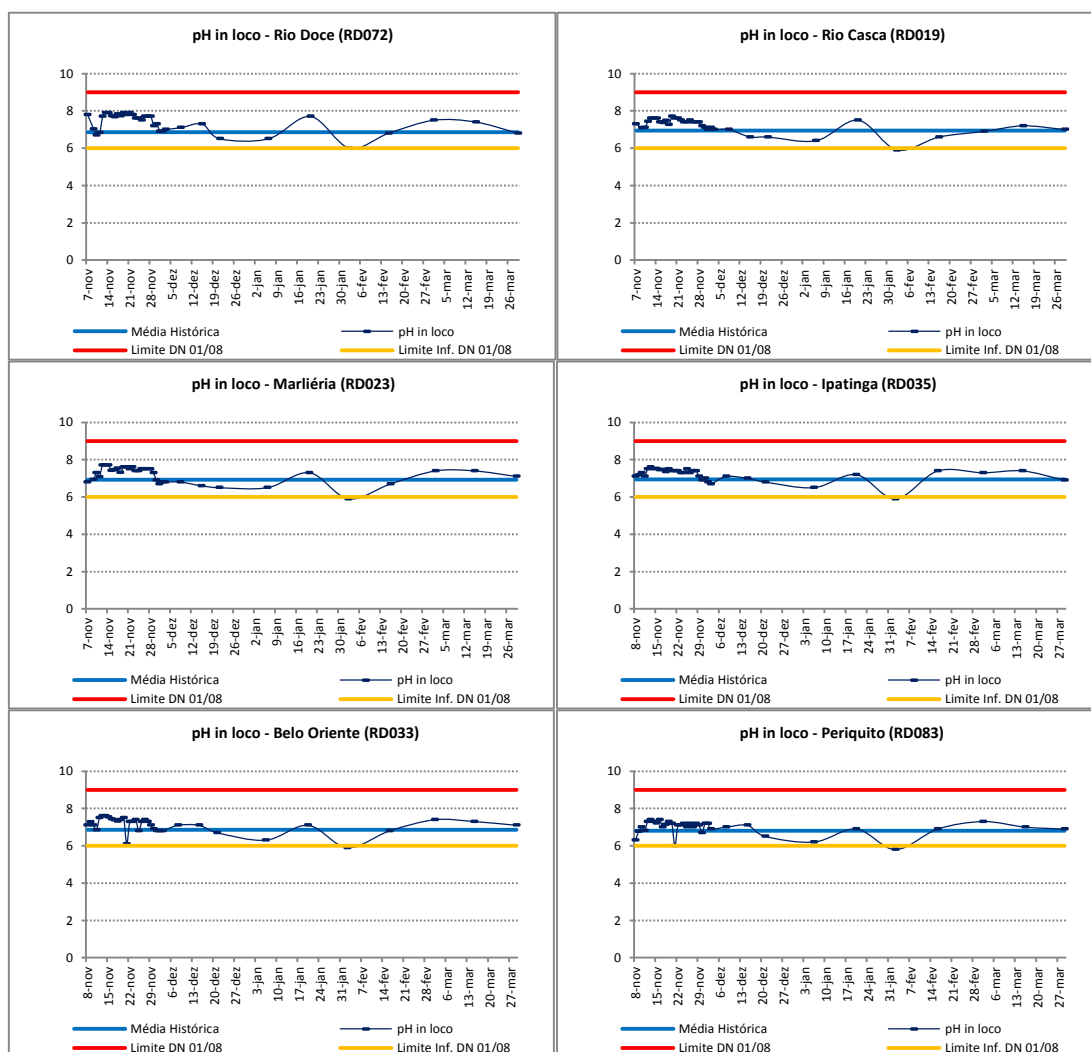 pH in loco - Rio Doce (RD072)
10
8
6
4
2
0
7-nov
14-nov
21-nov
28-nov
5-dez
12-dez
19-dez
26-dez
2-jan
9-jan
16-jan
23-jan
30-jan
6-fev
13-fev
20-fev
27-fev
5-mar
12-mar
19-mar
26-mar
Média Histórica
pH in loco
Limite DN 01/08
Limite Inf. DN 01/08
pH in loco - Rio Casca (RD019)
10
8
6
4
2
0
7-nov
14-nov
21-nov
28-nov
5-dez
12-dez
19-dez
26-dez
2-jan
9-jan
16-jan
23-jan
30-jan
6-fev
13-fev
20-fev
27-fev
5-mar
12-mar
19-mar
26-mar
Média Histórica
pH in loco
Limite DN 01/08
Limite Inf. DN 01/08
pH in loco - Marliéria (RD023)
10
8
6
4
2
0
7-nov
14-nov
21-nov
28-nov
5-dez
12-dez
19-dez
26-dez
2-jan
9-jan
16-jan
23-jan
30-jan
6-fev
13-fev
20-fev
27-fev
5-mar
12-mar
19-mar
26-mar
Média Histórica
pH in loco
Limite DN 01/08
Limite Inf. DN 01/08
pH in loco - Ipatinga (RD035)
10
8
6
4
2
0
8-nov
15-nov
22-nov
29-nov
6-dez
13-dez
20-dez
27-dez
3-jan
10-jan
17-jan
24-jan
31-jan
7-fev
14-fev
21-fev
28-fev
6-mar
13-mar
20-mar
27-mar
Média Histórica
pH in loco
Limite DN 01/08
Limite Inf. DN 01/08
pH in loco - Belo Oriente (RD033)
10
8
6
4
2
0
8-nov
15-nov
22-nov
29-nov
6-dez
13-dez
20-dez
27-dez
3-jan
10-jan
17-jan
24-jan
31-jan
7-fev
14-fev
21-fev
28-fev
6-mar
13-mar
20-mar
27-mar
Média Histórica
pH in loco
Limite DN 01/08
Limite Inf. DN 01/08
pH in loco - Periquito (RD083)
10
8
6
4
2
0
8-nov
15-nov
22-nov
29-nov
6-dez
13-dez
20-dez
27-dez
3-jan
10-jan
17-jan
24-jan
31-jan
7-fev
14-fev
21-fev
28-fev
6-mar
13-mar
20-mar
27-mar
Média Histórica
pH in loco
Limite DN 01/08
Limite Inf. DN 01/08